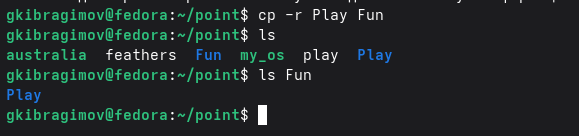 gkibragimov@fedora:~/point$ cp -r Play Fun
gkibragimov@fedora:~/point$ ls
australia feathers Fun my_os play Play
gkibragimov@fedora:~/point$ ls Fun
Play
gkibragimov@fedora:~/point$